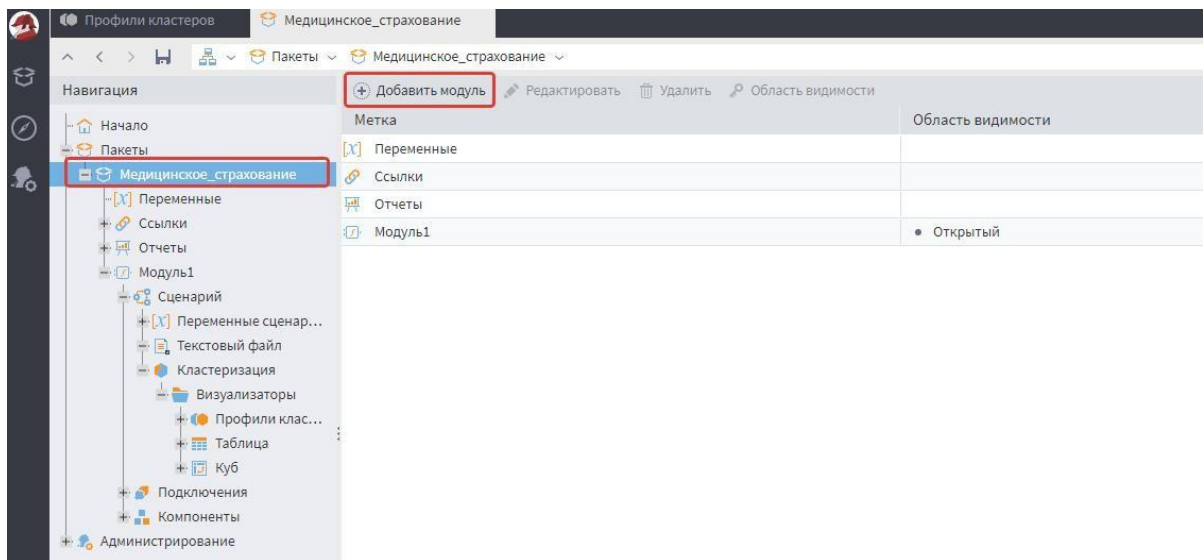 Профили кластеров
Медицинское_страхование
Пакеты
Медицинское_страхование
Навигация
Добавить модуль
Редактировать
Удалить
Область видимости
Начало
Пакеты
Медицинское_страхование
[X] Переменные
Ссылки
Отчеты
Модуль1
Сценарий
[X] Переменные сценар...
Текстовый файл
Кластеризация
Визуализаторы
Профили клас...
Таблица
Куб
Подключения
Компоненты
Администрирование
Метка
Область видимости
[X] Переменные
Ссылки
Отчеты
Модуль1
Открытый